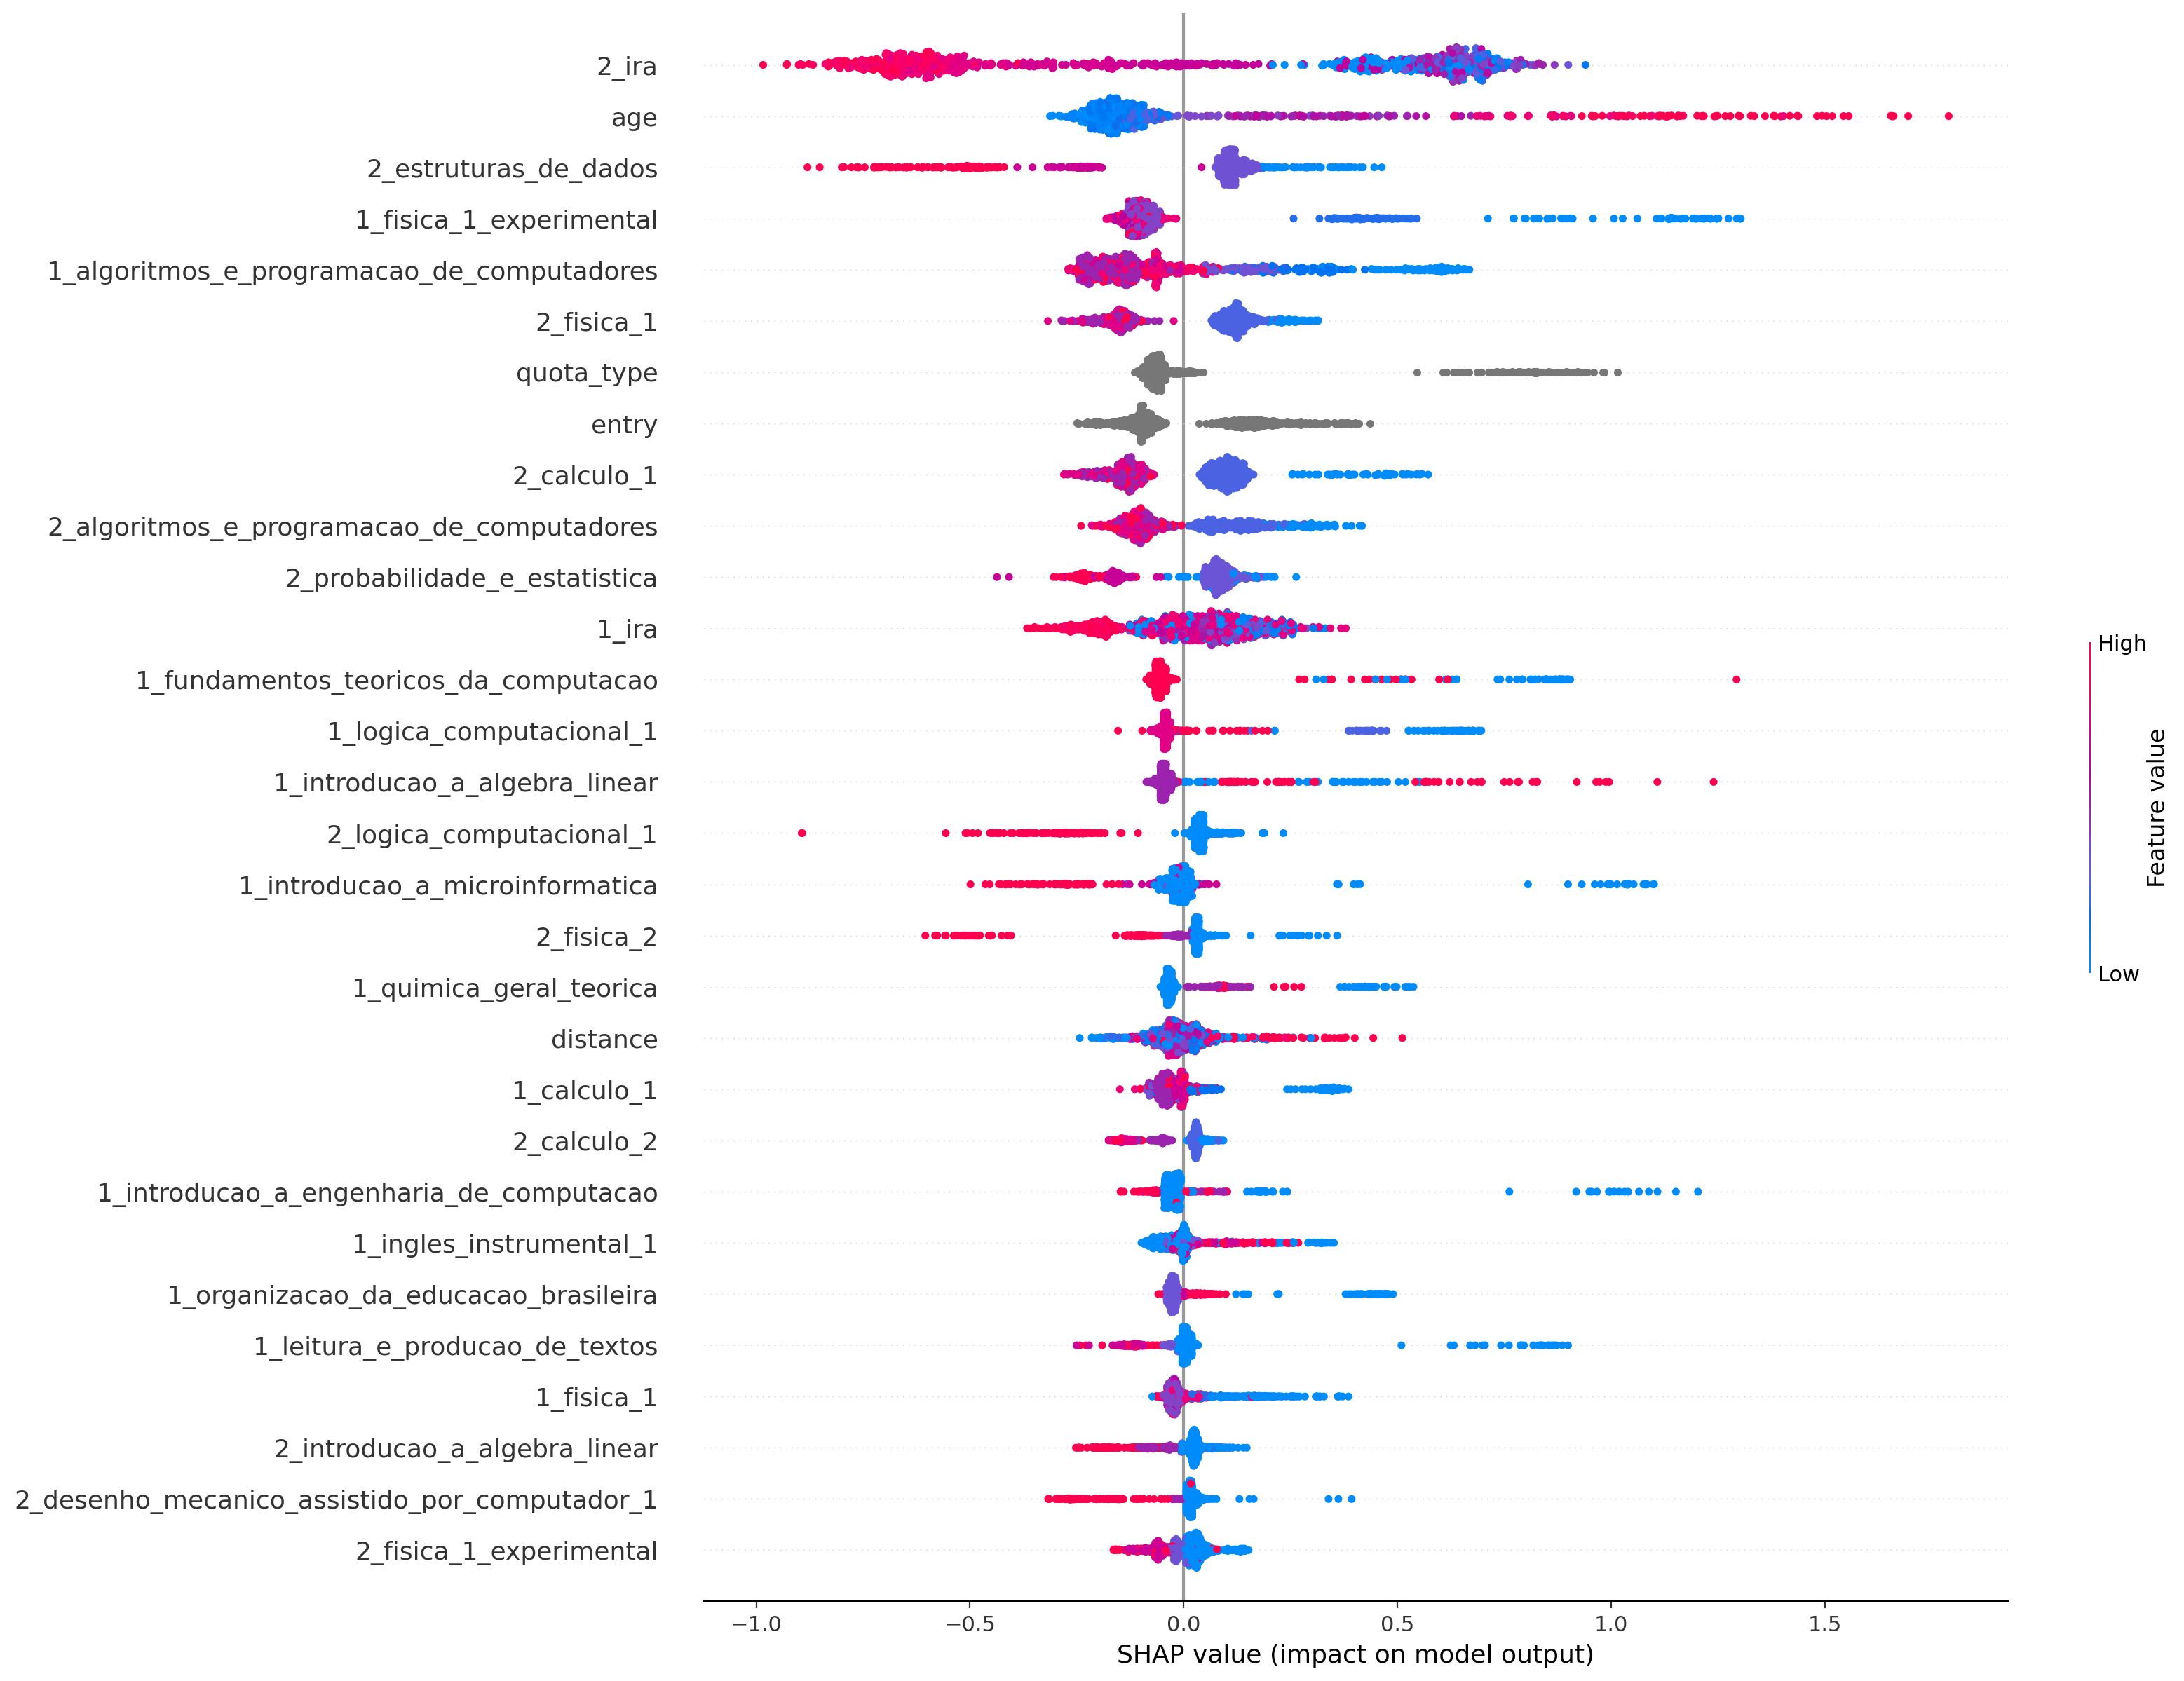 2_ira
age
2_estruturas_de_dados
1_fisica_1_experimental
1_algoritmos_e_programacao_de_computadores
2_fisica_1
quota_type
entry
2_calculo_1
2_algoritmos_e_programacao_de_computadores
2_probabilidade_e_estatistica
1_ira
1_fundamentos_teoricos_da_computacao
1_logica_computacional_1
1_introducao_a_algebra_linear
2_logica_computacional_1
1_introducao_a_microinformatica
2_fisica_2
1_quimica_geral_teorica
distance
1_calculo_1
2_calculo_2
1_introducao_a_engenharia_de_computacao
1_ingles_instrumental_1
1_organizacao_da_educacao_brasileira
1_leitura_e_producao_de_textos
1_fisica_1
2_introducao_a_algebra_linear
2_desenho_mecanico_assistido_por_computador_1
2_fisica_1_experimental
−1.0 −0.5 0.0 0.5 1.0 1.5
SHAP value (impact on model output)
High
Feature value
Low